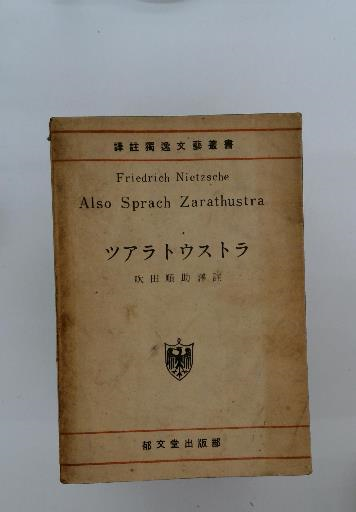 譯註獨逸文藝叢書
Friedrich Nietzsche
Also Sprach Zarathustra
ツアラトウストラ
吹田順助譯註
郁文堂出版部